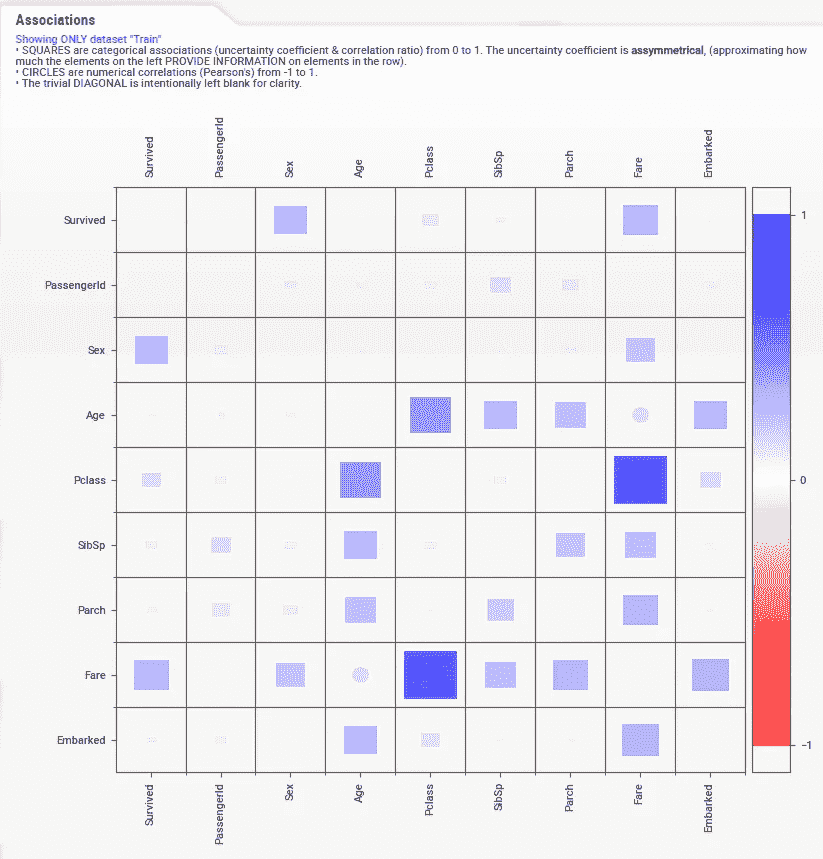 Associations
Showing ONLY dataset "Train"
• SQUARES are categorical associations (uncertainty coefficient & correlation ratio) from 0 to 1. The uncertainty coefficient is assymmetrical, (approximating how
much the elements on the left PROVIDE INFORMATION on elements in the row).
• CIRCLES are numerical correlations (Pearson's) from -1 to 1.
• The trivial DIAGONAL is intentionally left blank for clarity.
Survived PassengerId Sex Age Pclass SibSp Parch Fare Embarked
Survived
1
PassengerId
Sex
Age
Pclass
0
SibSp
Parch
Fare
Embarked
-1
Survived PassengerId Sex Age Pclass SibSp Parch Fare Embarked